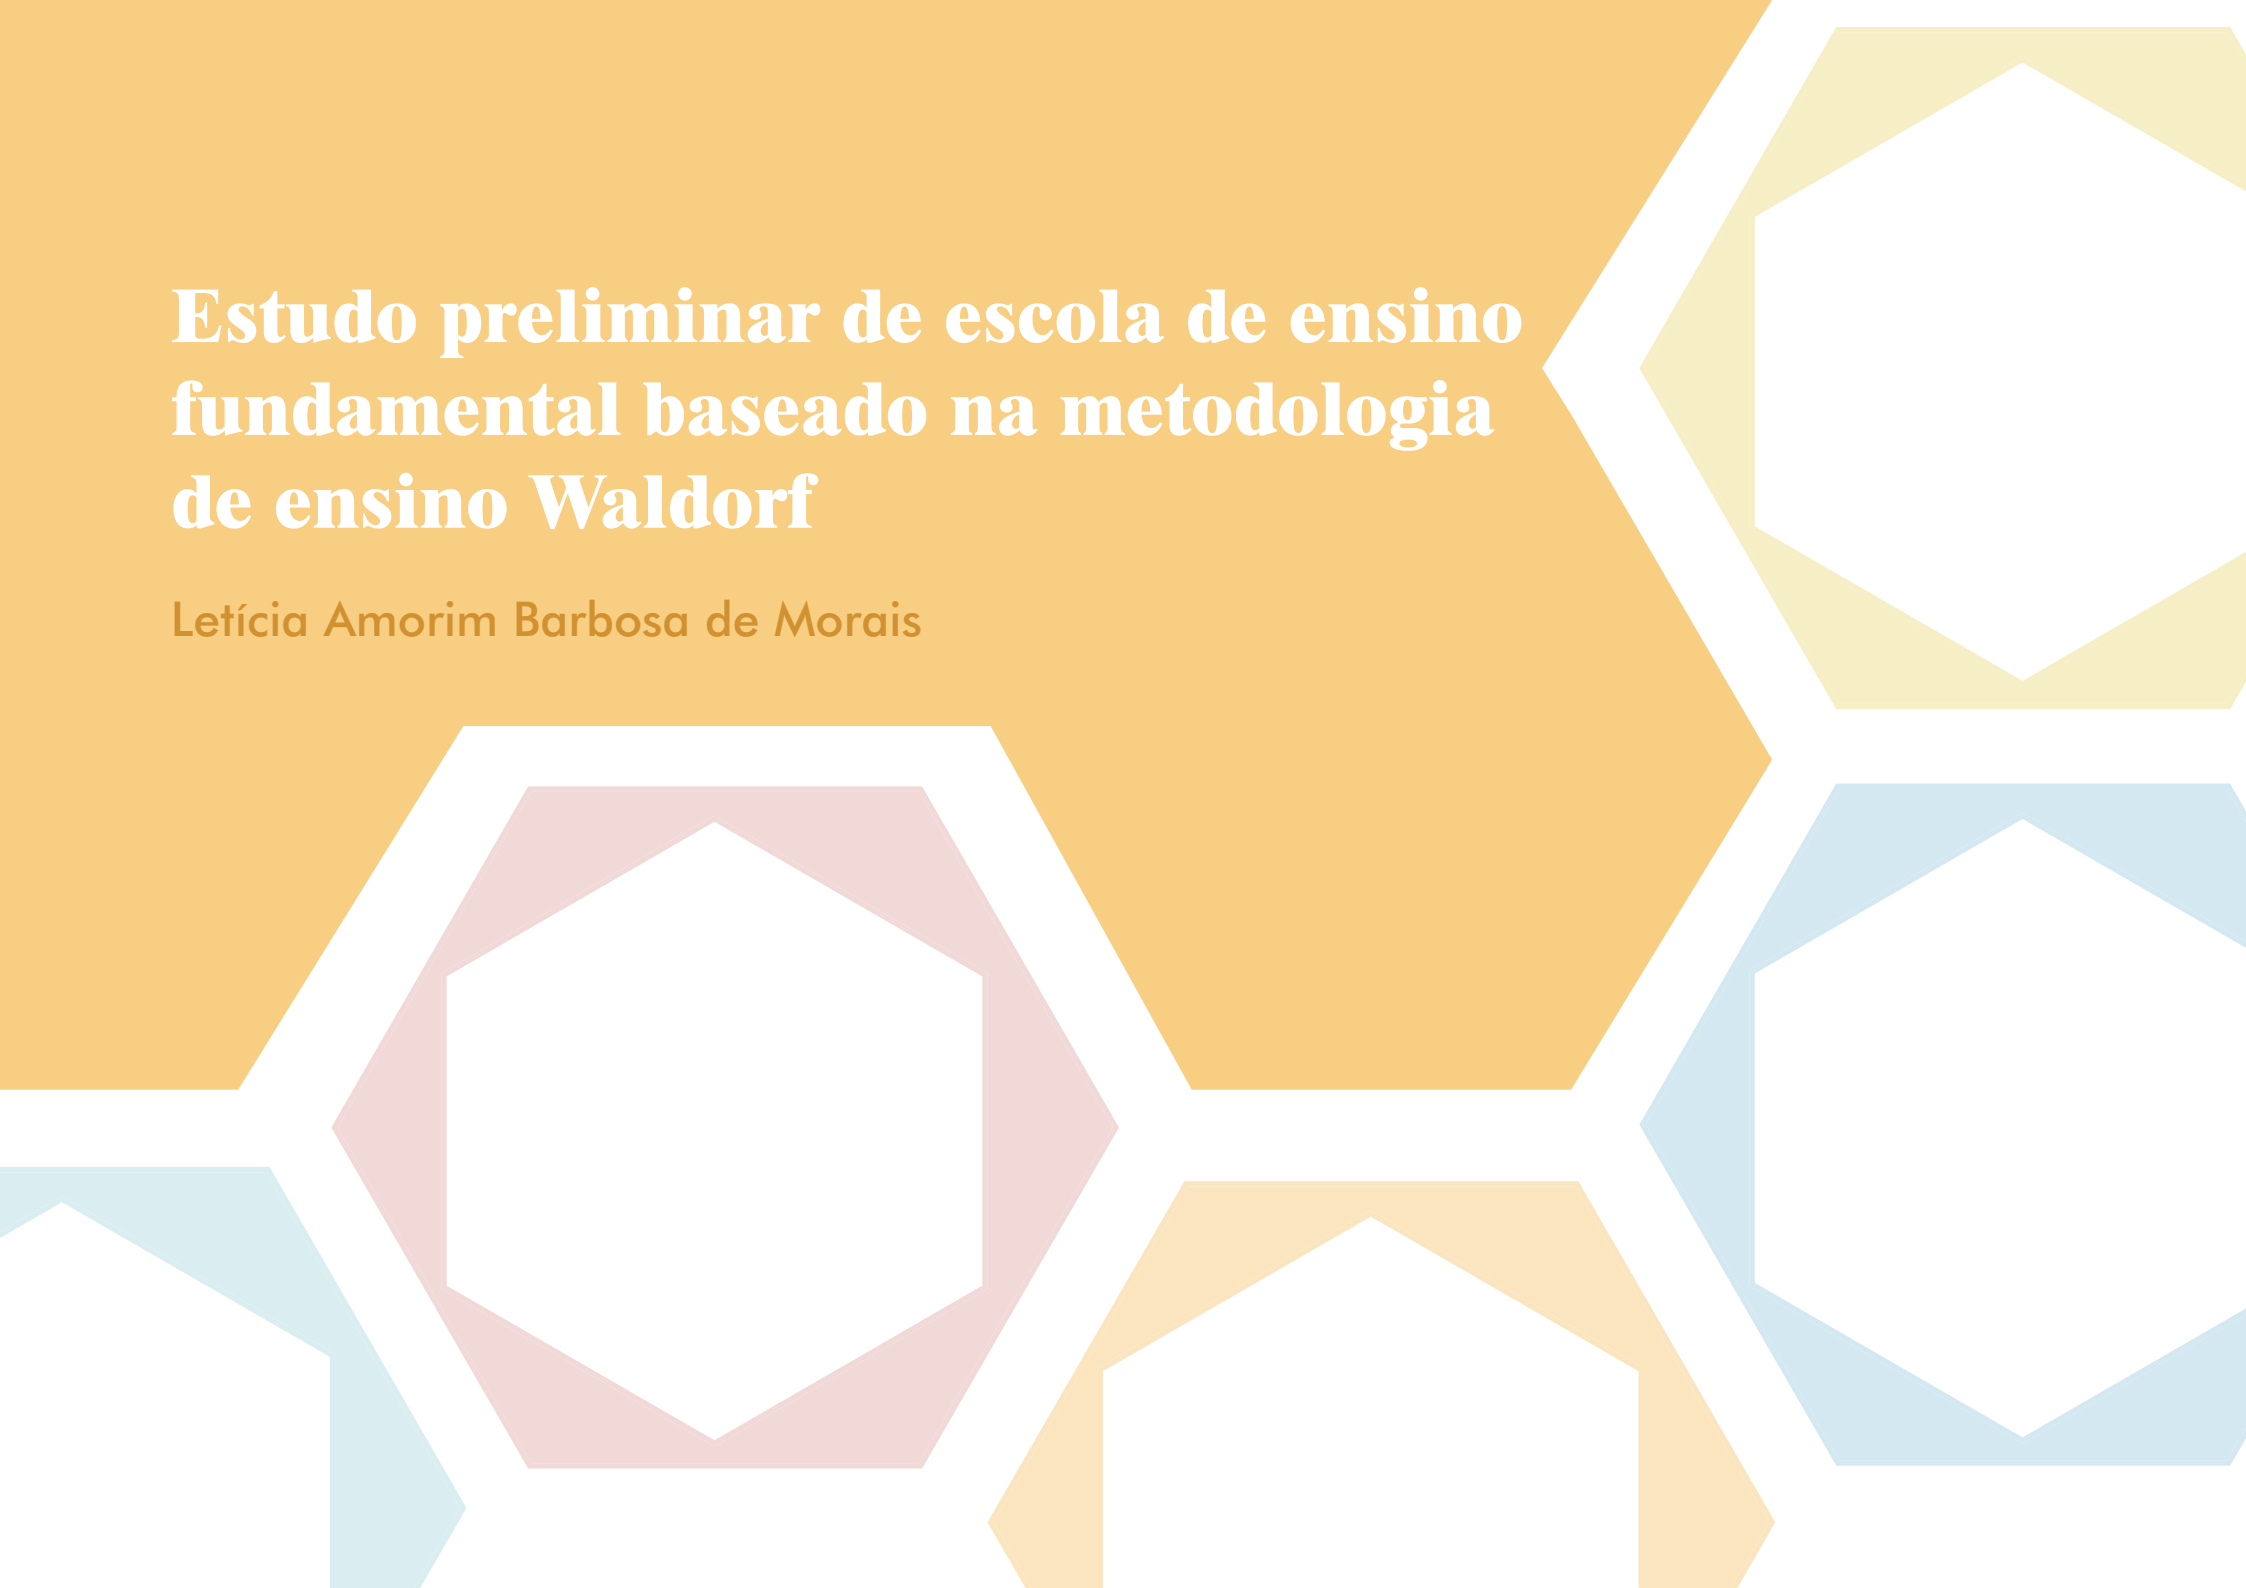 Estudo preliminar de escola de ensino
fundamental baseado na metodologia
de ensino Waldorf
Letícia Amorim Barbosa de Morais